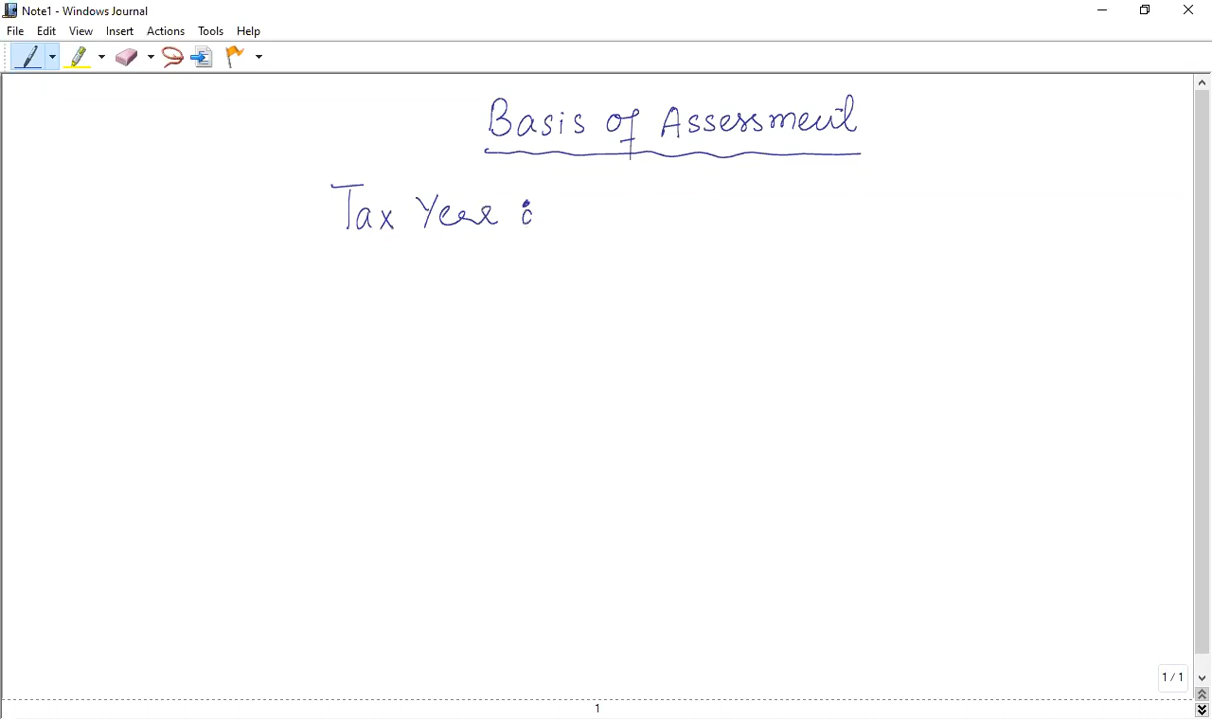 Note1 - Windows Journal
File Edit View Insert Actions Tools Help
Basis of Assessment
Tax Year :
1 / 1
1